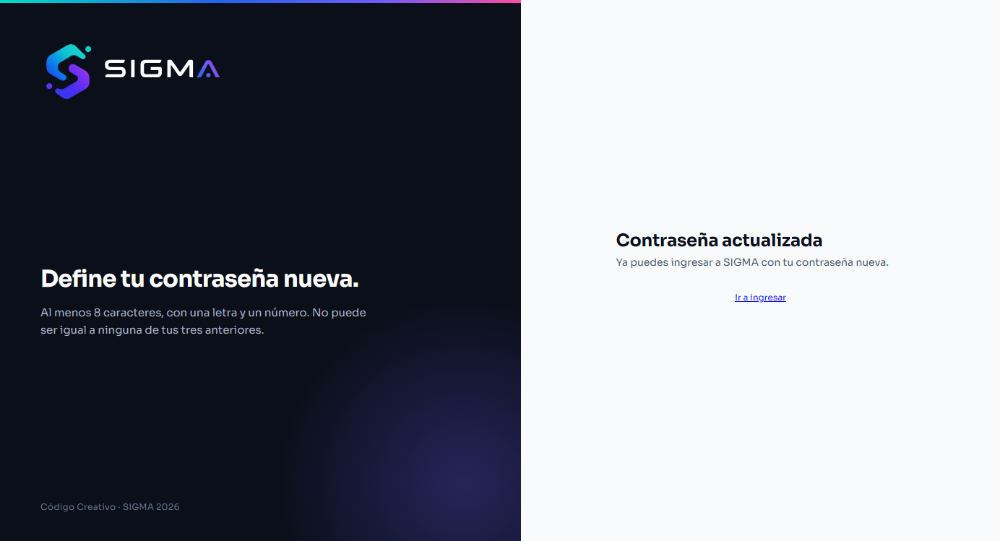 SIGMA
Define tu contraseña nueva.
Al menos 8 caracteres, con una letra y un número. No puede
ser igual a ninguna de tus tres anteriores.
Código Creativo · SIGMA 2026
Contraseña actualizada
Ya puedes ingresar a SIGMA con tu contraseña nueva.
Ir a ingresar